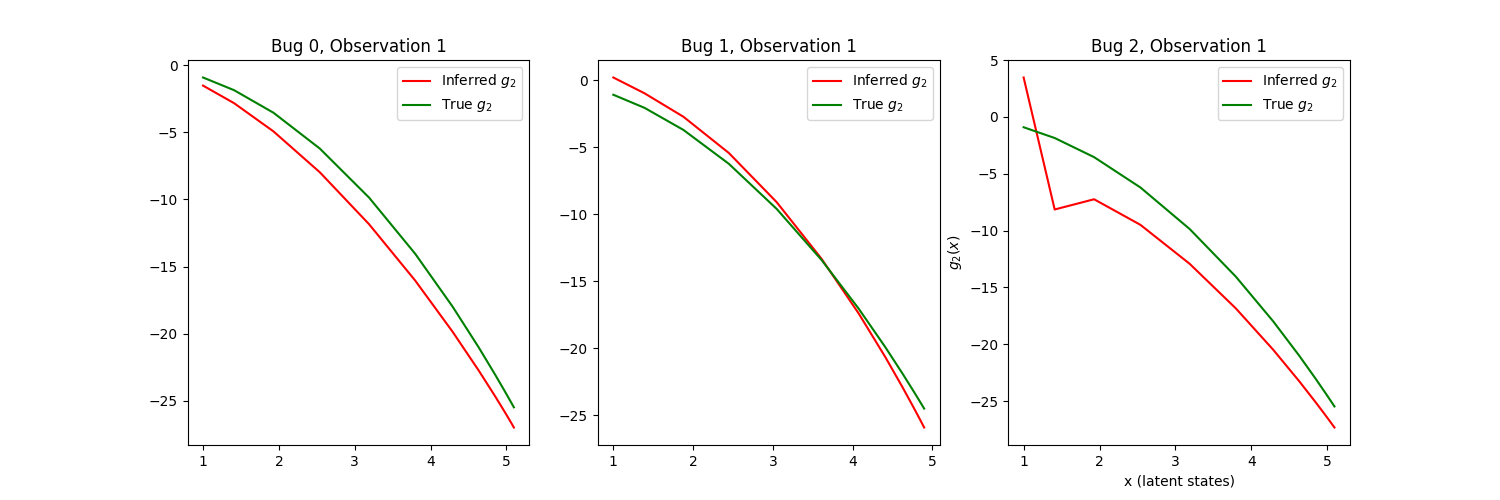 Bug 0, Observation 1
0
−5
−10
−15
−20
−25
1 2 3 4 5
Inferred g₂
True g₂
Bug 1, Observation 1
0
−5
−10
−15
−20
−25
1 2 3 4 5
Inferred g₂
True g₂
Bug 2, Observation 1
g₂(x)
5
0
−5
−10
−15
−20
−25
1 2 3 4 5
x (latent states)
Inferred g₂
True g₂